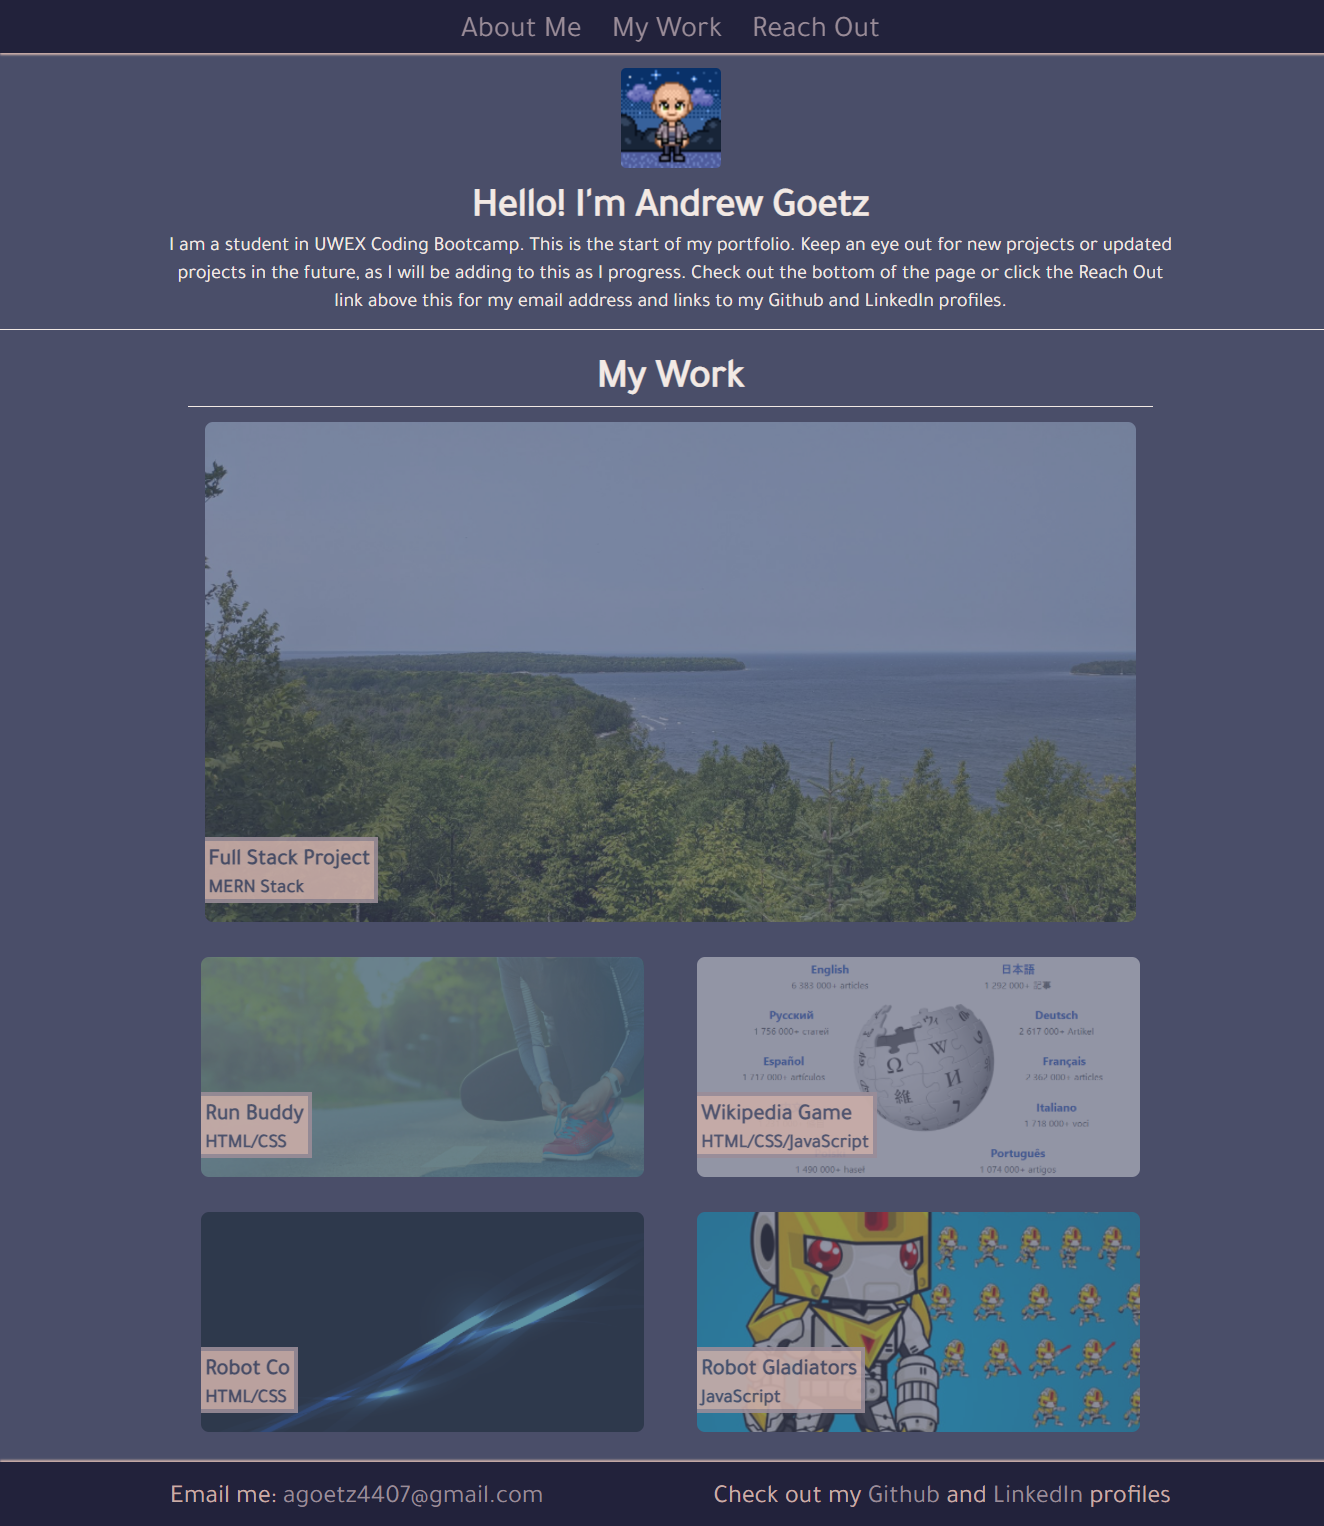 About Me My Work Reach Out
Hello! I'm Andrew Goetz
I am a student in UWEX Coding Bootcamp. This is the start of my portfolio. Keep an eye out for new projects or updated
projects in the future, as I will be adding to this as I progress. Check out the bottom of the page or click the Reach Out
link above this for my email address and links to my Github and LinkedIn profiles.
My Work
Full Stack Project
MERN Stack
Run Buddy
HTML/CSS
English
6 383 000+ articles
日本語
1 292 000+ 記事
Русский
1 756 000+ статей
Deutsch
2 617 000+ Artikel
Español
1 717 000+ artículos
Français
2 362 000+ articles
Wikipedia Game
HTML/CSS/JavaScript
Italiano
1 718 000+ voci
Português
1 074 000+ artigos
1 490 000+ haseł
Robot Co
HTML/CSS
Robot Gladiators
JavaScript
Email me: agoetz4407@gmail.com
Check out my Github and LinkedIn profiles